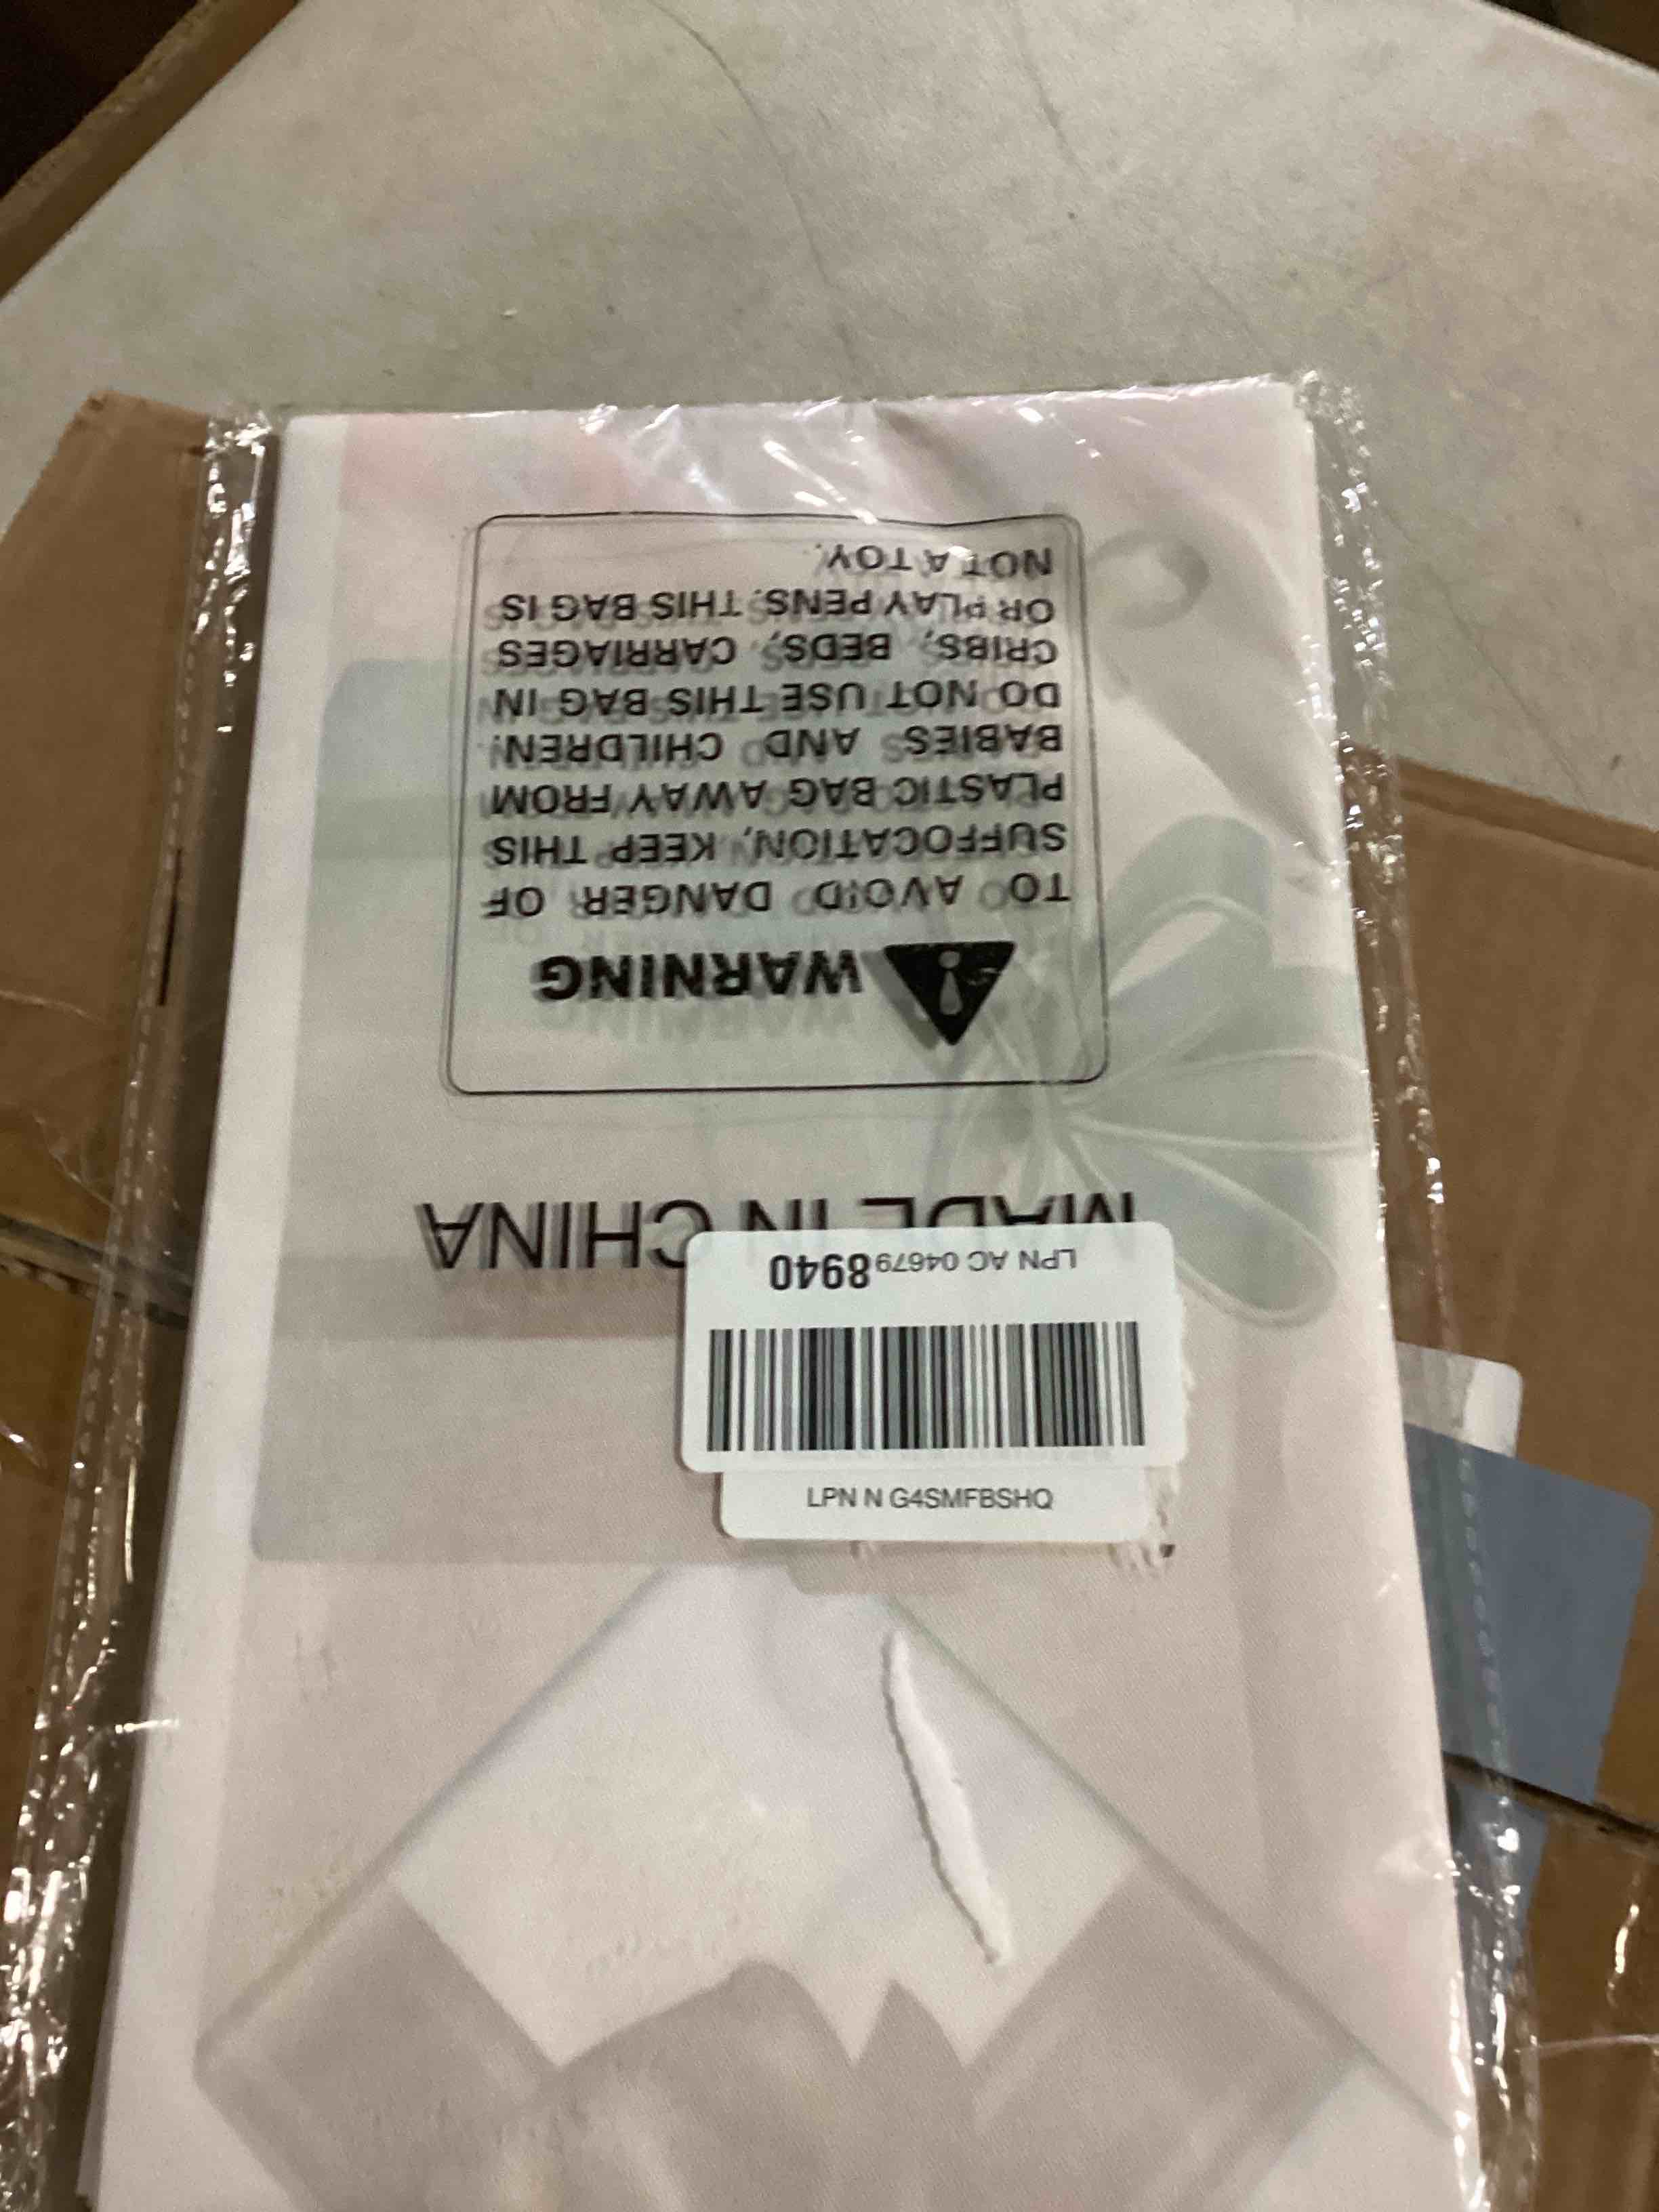 WARNING
TO AVOID DANGER OF
SUFFOCATION, KEEP THIS
PLASTIC BAG AWAY FROM
BABIES AND CHILDREN.
DO NOT USE THIS BAG IN
CRIBS, BEDS, CARRIAGES
OR PLAY PENS. THIS BAG IS
NOT A TOY.
MADE IN CHINA
LPN AC 046798940
LPN N G4SMFBSHQ